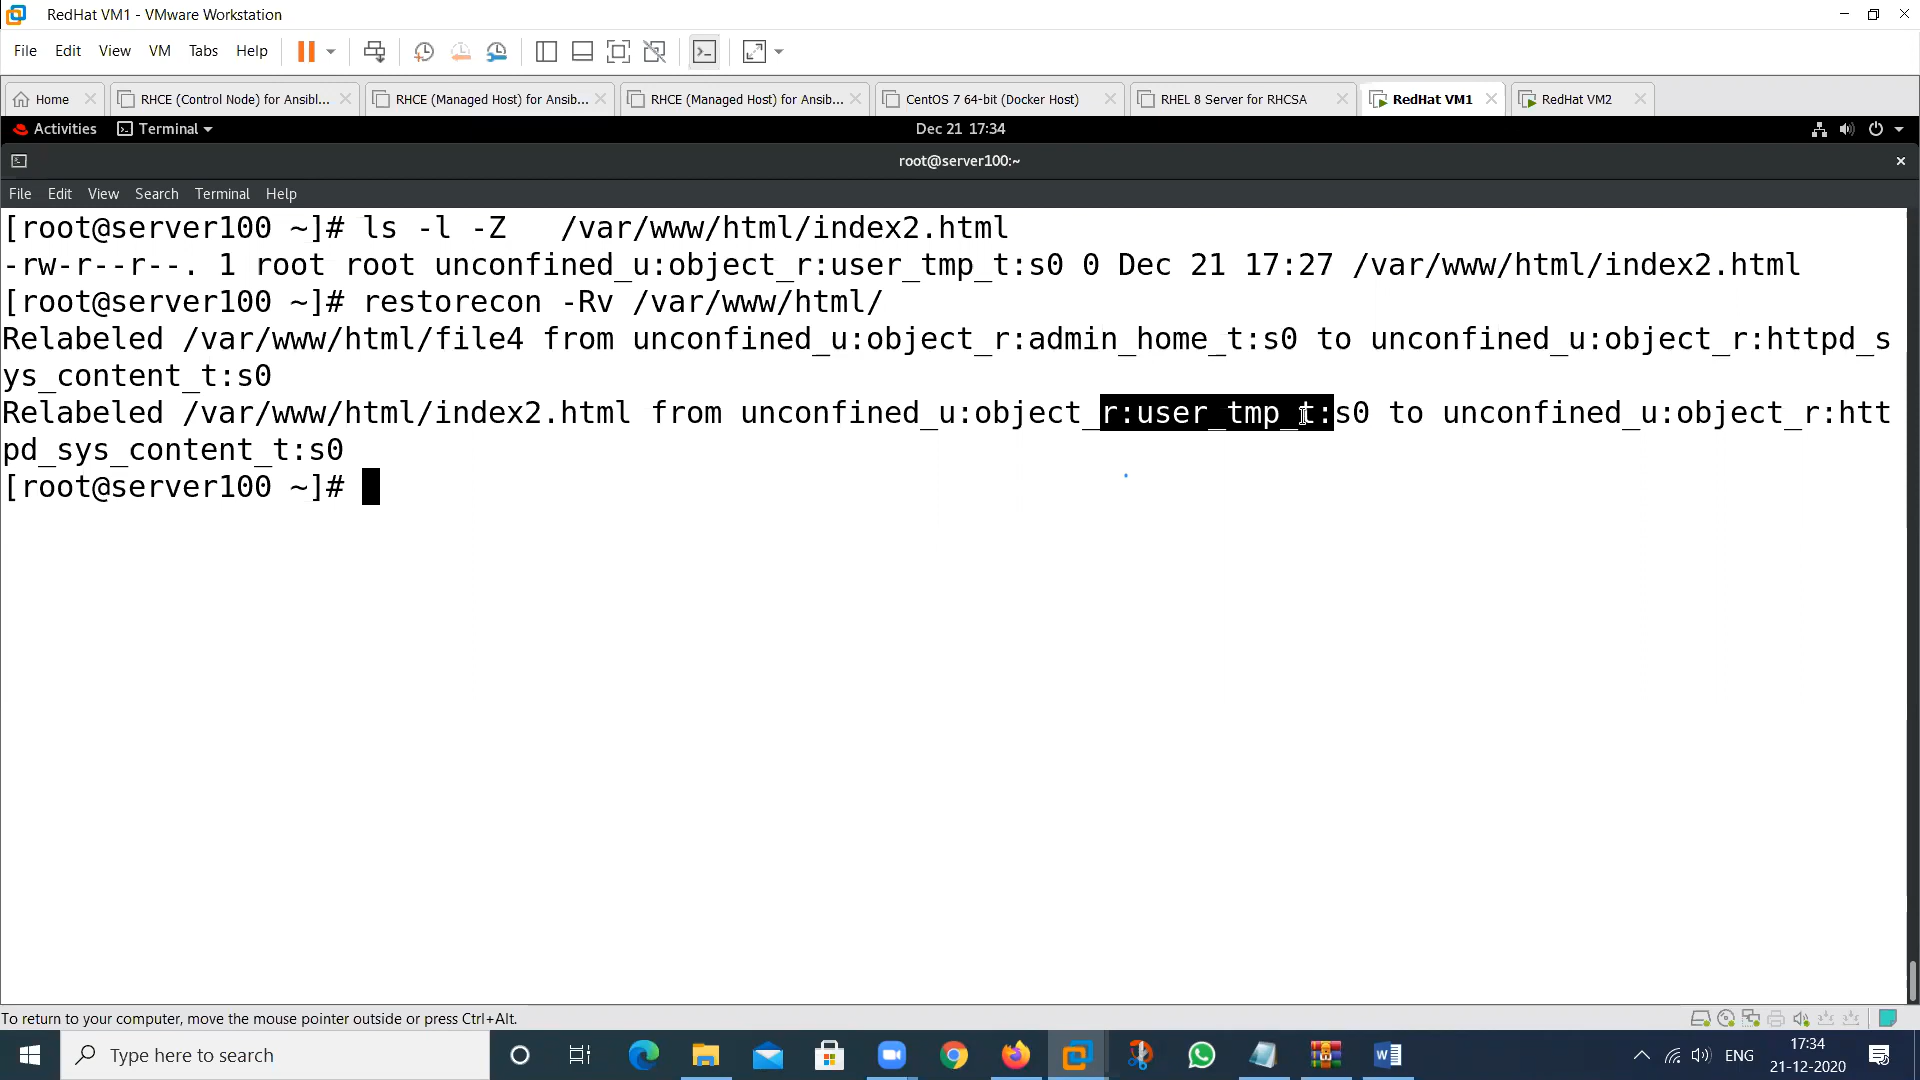 RedHat VM1 - VMware Workstation
File Edit View VM Tabs Help
Home RHCE (Control Node) for Ansibl... RHCE (Managed Host) for Ansib... RHCE (Managed Host) for Ansib... CentOS 7 64-bit (Docker Host) RHEL 8 Server for RHCSA RedHat VM1 RedHat VM2
Activities Terminal Dec 21 17:34
root@server100:~
File Edit View Search Terminal Help
[root@server100 ~]# ls -l -Z   /var/www/html/index2.html
-rw-r--r--. 1 root root unconfined_u:object_r:user_tmp_t:s0 0 Dec 21 17:27 /var/www/html/index2.html
[root@server100 ~]# restorecon -Rv /var/www/html/
Relabeled /var/www/html/file4 from unconfined_u:object_r:admin_home_t:s0 to unconfined_u:object_r:httpd_s
ys_content_t:s0
Relabeled /var/www/html/index2.html from unconfined_u:object_r:user_tmp_t:s0 to unconfined_u:object_r:htt
pd_sys_content_t:s0
[root@server100 ~]#
To return to your computer, move the mouse pointer outside or press Ctrl+Alt.
Type here to search ENG 17:34
21-12-2020